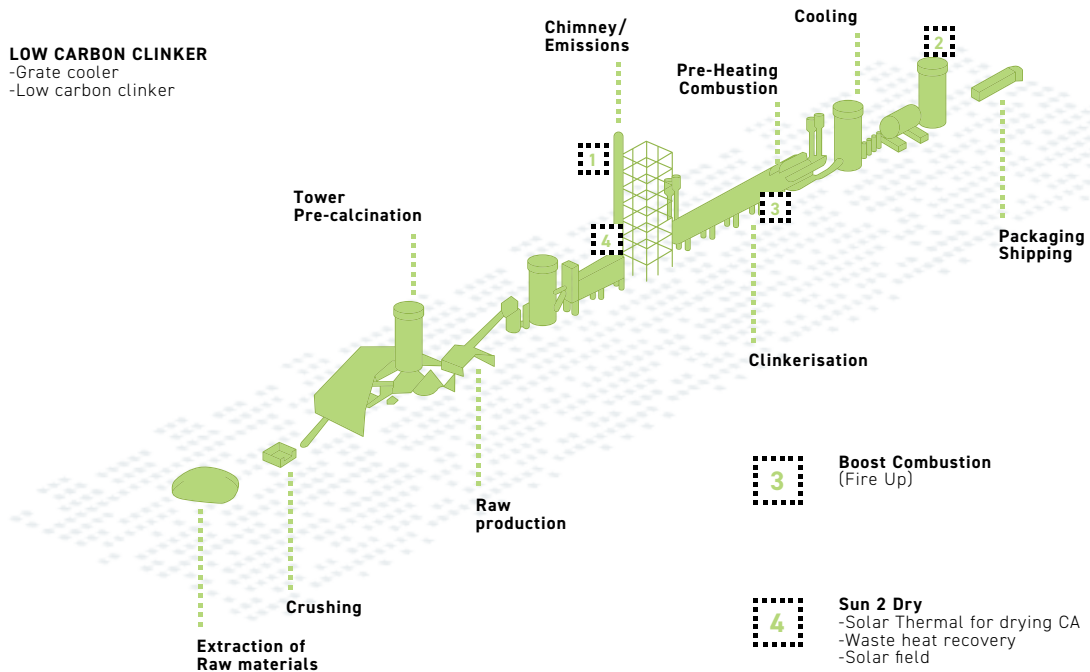 LOW CARBON CLINKER
-Grate cooler
-Low carbon clinker
Chimney/
Emissions
Cooling
2
Pre-Heating
Combustion
1
Tower
Pre-calcination
3
4
Packaging
Shipping
Clinkerisation
3
Boost Combustion
(Fire Up)
Raw
production
Crushing
4
Sun 2 Dry
-Solar Thermal for drying CA
-Waste heat recovery
-Solar field
Extraction of
Raw materials